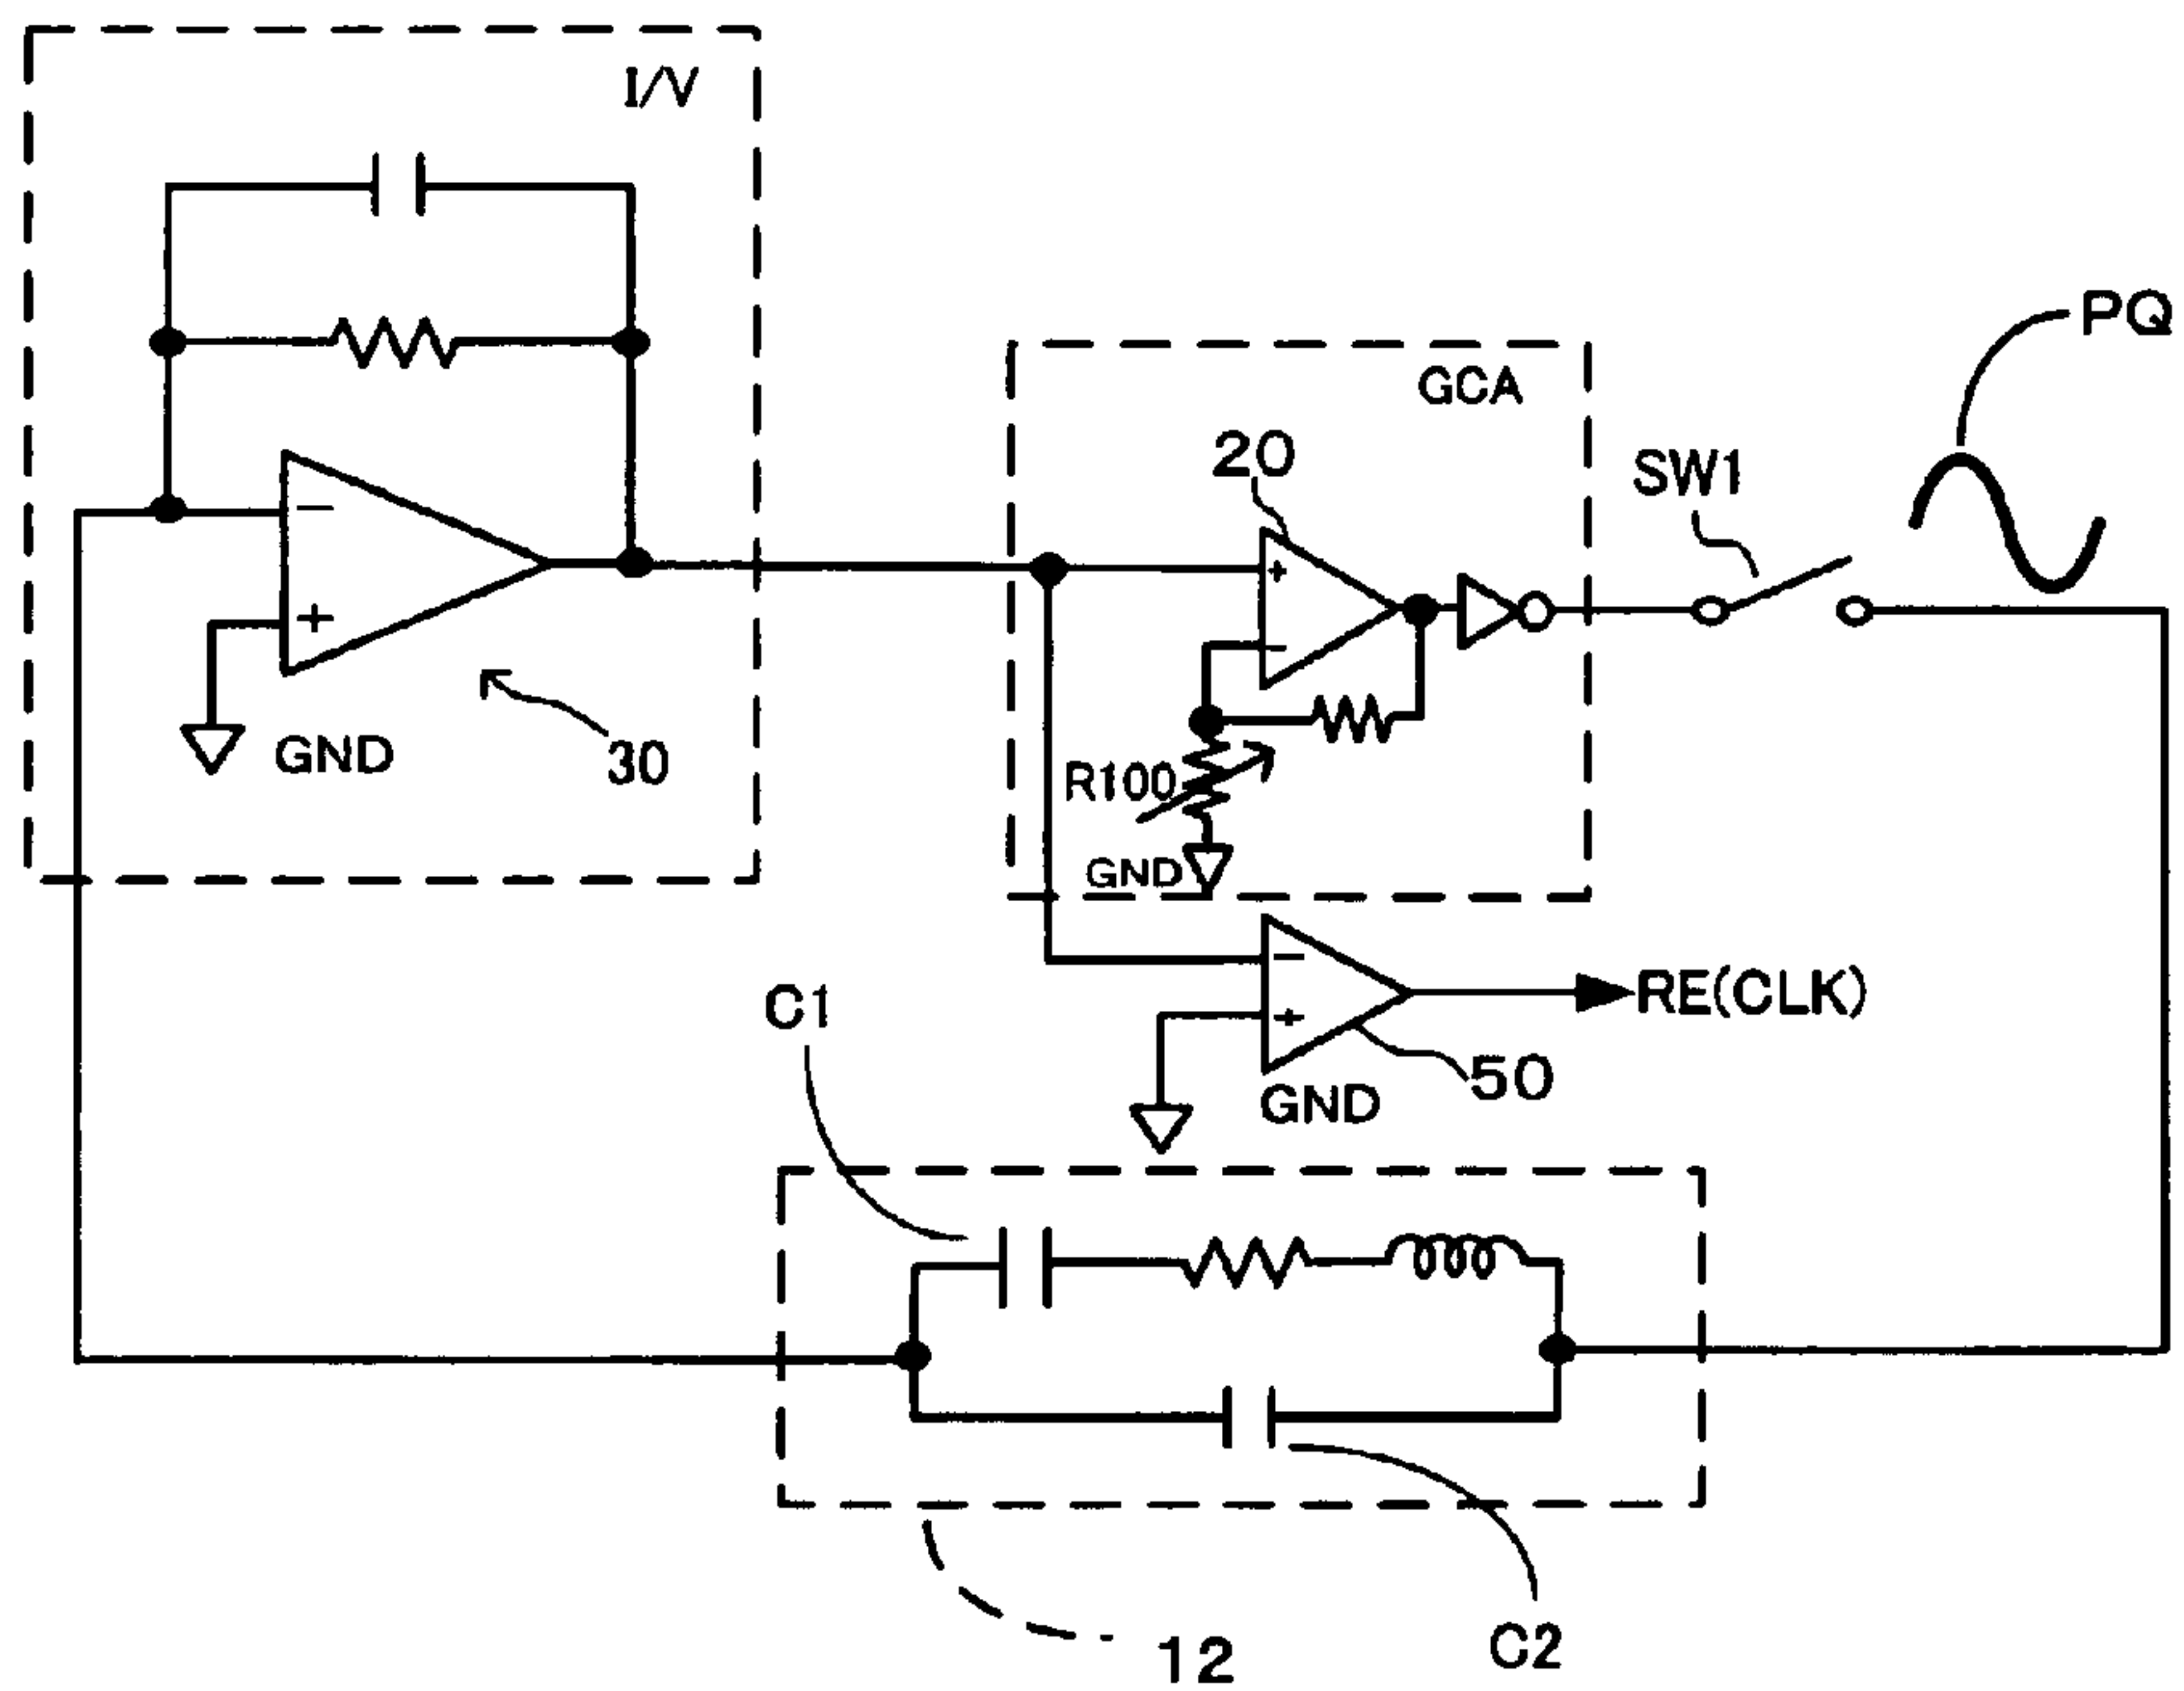 I/V
PQ
GCA
20
SW1
R100
GND
30
GND
RE(CLK)
C1
50
GND
12
C2